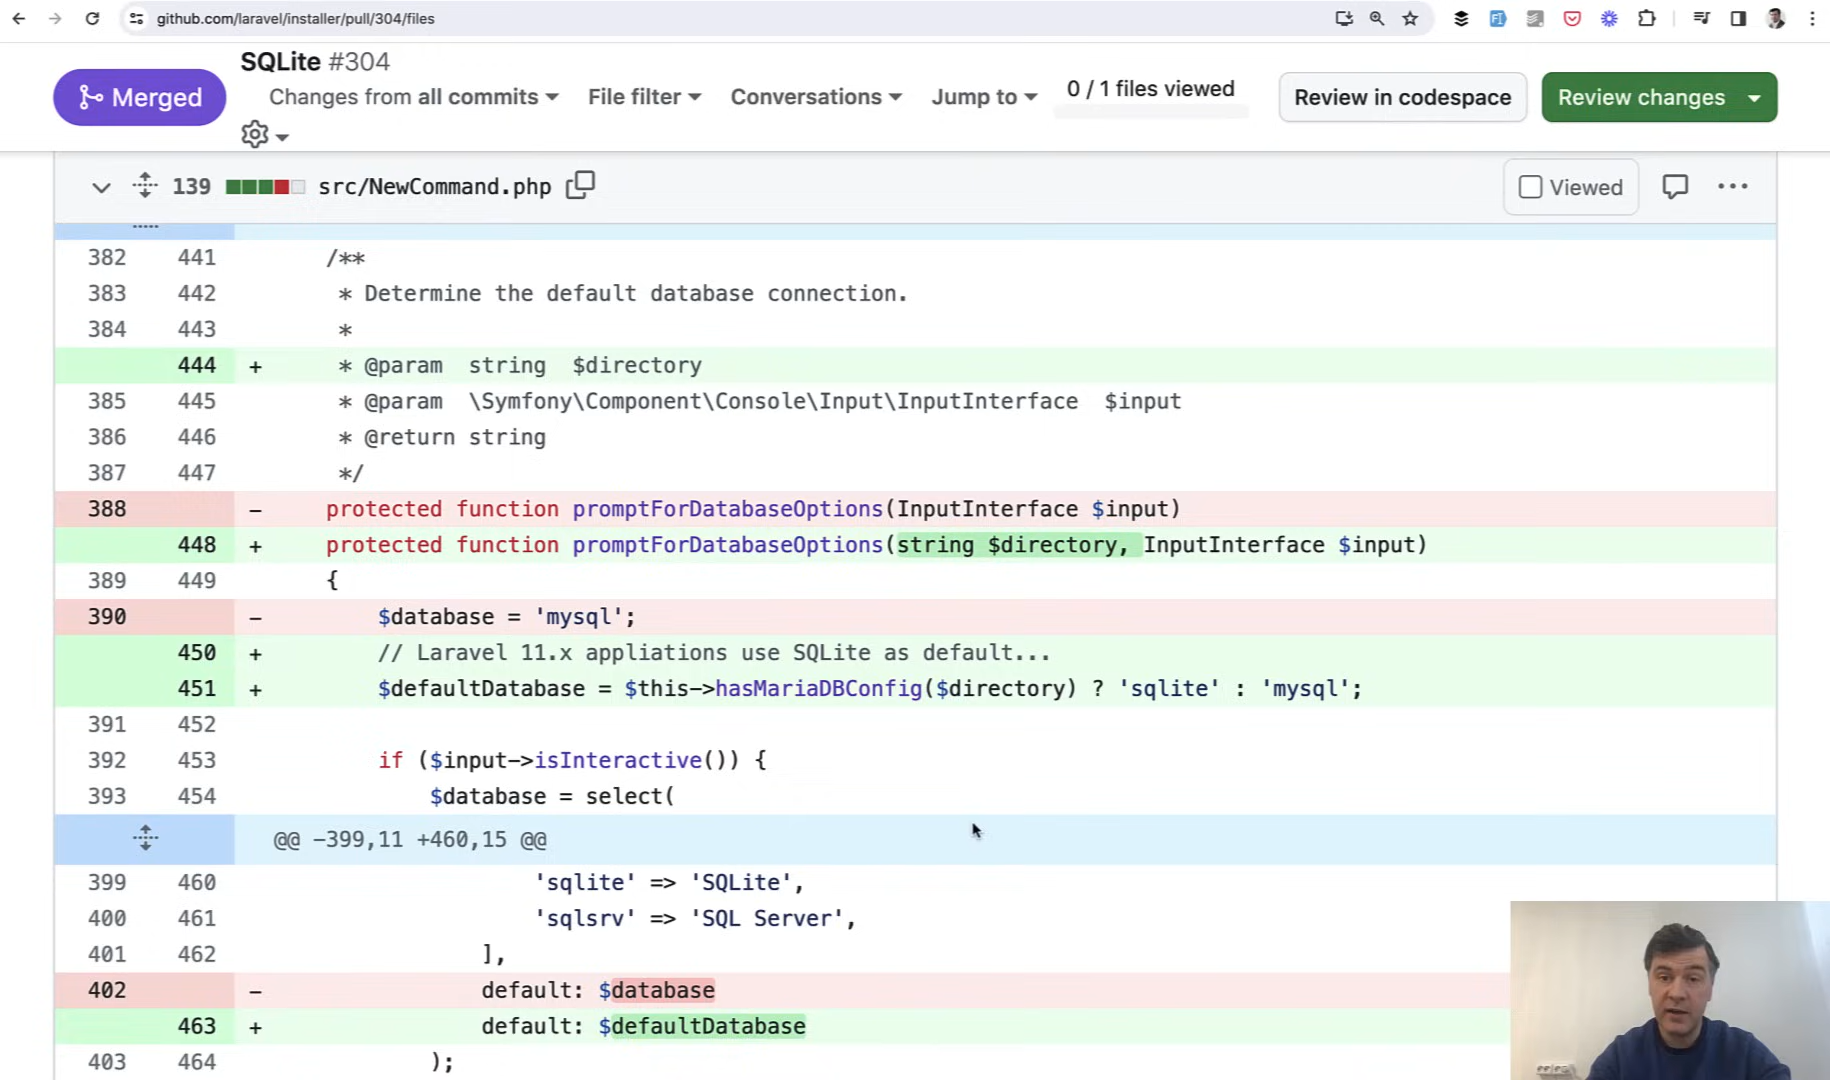 github.com/laravel/installer/pull/304/files
Merged
SQLite #304
Changes from all commits
File filter
Conversations
Jump to
0 / 1 files viewed
Review in codespace
Review changes
139 src/NewCommand.php
Viewed
382 441 /**
383 442 * Determine the default database connection.
384 443 *
444 + * @param  string  $directory
385 445 * @param  \Symfony\Component\Console\Input\InputInterface  $input
386 446 * @return string
387 447 */
388 - protected function promptForDatabaseOptions(InputInterface $input)
448 + protected function promptForDatabaseOptions(string $directory, InputInterface $input)
389 449 {
390 - $database = 'mysql';
450 + // Laravel 11.x appliations use SQLite as default...
451 + $defaultDatabase = $this->hasMariaDBConfig($directory) ? 'sqlite' : 'mysql';
391 452
392 453 if ($input->isInteractive()) {
393 454 $database = select(
@@ -399,11 +460,15 @@
399 460 'sqlite' => 'SQLite',
400 461 'sqlsrv' => 'SQL Server',
401 462 ],
402 - default: $database
463 + default: $defaultDatabase
403 464 );